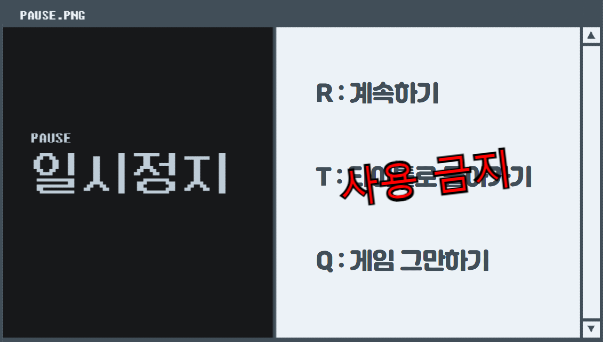 PAUSE.PNG
PAUSE
일시정지
R : 계속하기
T :
사용 금지
Q : 게임 그만하기